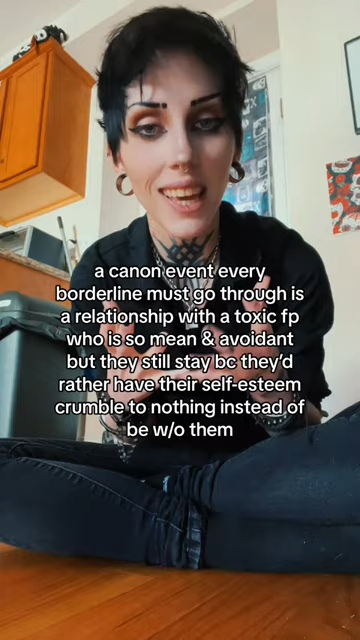 a canon event every
borderline must go through is
a relationship with a toxic fp
who is so mean & avoidant
but they still stay bc they'd
rather have their self-esteem
crumble to nothing instead of
be w/o them